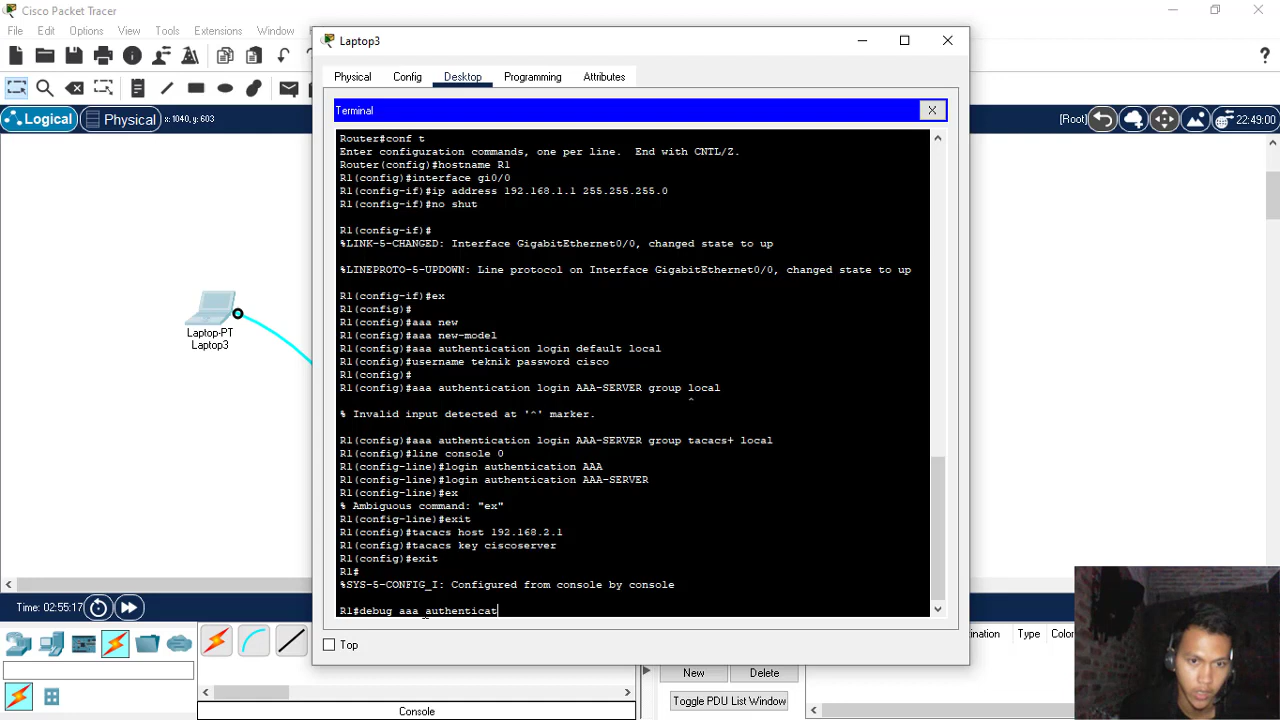 Cisco Packet Tracer
File Edit Options View Tools Extensions Window
Logical
Physical
x: 1040, y: 603
[Root]
22:49:00
Laptop3
Physical Config Desktop Programming Attributes
Terminal
X
Router#conf t
Enter configuration commands, one per line. End with CNTL/Z.
Router(config)#hostname R1
R1(config)#interface gi0/0
R1(config-if)#ip address 192.168.1.1 255.255.255.0
R1(config-if)#no shut
R1(config-if)#
%LINK-5-CHANGED: Interface GigabitEthernet0/0, changed state to up
%LINEPROTO-5-UPDOWN: Line protocol on Interface GigabitEthernet0/0, changed state to up
R1(config-if)#ex
R1(config)#
R1(config)#aaa new
R1(config)#aaa new-model
R1(config)#aaa authentication login default local
R1(config)#username teknik password cisco
R1(config)#
R1(config)#aaa authentication login AAA-SERVER group local
^
% Invalid input detected at '^' marker.
R1(config)#aaa authentication login AAA-SERVER group tacacs+ local
R1(config)#line console 0
R1(config-line)#login authentication AAA
R1(config-line)#login authentication AAA-SERVER
R1(config-line)#ex
% Ambiguous command: "ex"
R1(config-line)#exit
R1(config)#tacacs host 192.168.2.1
R1(config)#tacacs key ciscoserver
R1(config)#exit
R1#
%SYS-5-CONFIG_I: Configured from console by console
R1#debug aaa authenticat
Top
Laptop-PT
Laptop3
Time: 02:55:17
Console
New
Delete
Toggle PDU List Window
ination Type Color